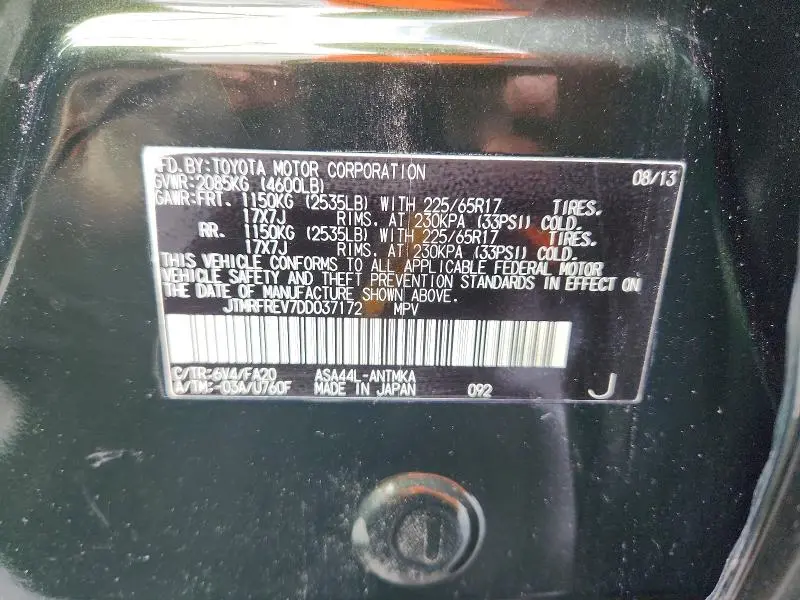 MFD.BY:TOYOTA MOTOR CORPORATION 08/13
GVWR:2085KG (4600LB)
GAWR:FRT. 1150KG (2535LB) WITH 225/65R17 TIRES.
17X7J RIMS. AT 230KPA (33PSI) COLD.
RR. 1150KG (2535LB) WITH 225/65R17 TIRES.
17X7J RIMS. AT 230KPA (33PSI) COLD.
THIS VEHICLE CONFORMS TO ALL APPLICABLE FEDERAL MOTOR
VEHICLE SAFETY AND THEFT PREVENTION STANDARDS IN EFFECT ON
THE DATE OF MANUFACTURE SHOWN ABOVE.
JTMRFREV7DD037172 MPV
C/TR:6V4/FA20 ASA44L-ANTMKA
A/TM:-03A/U760F MADE IN JAPAN 092 J